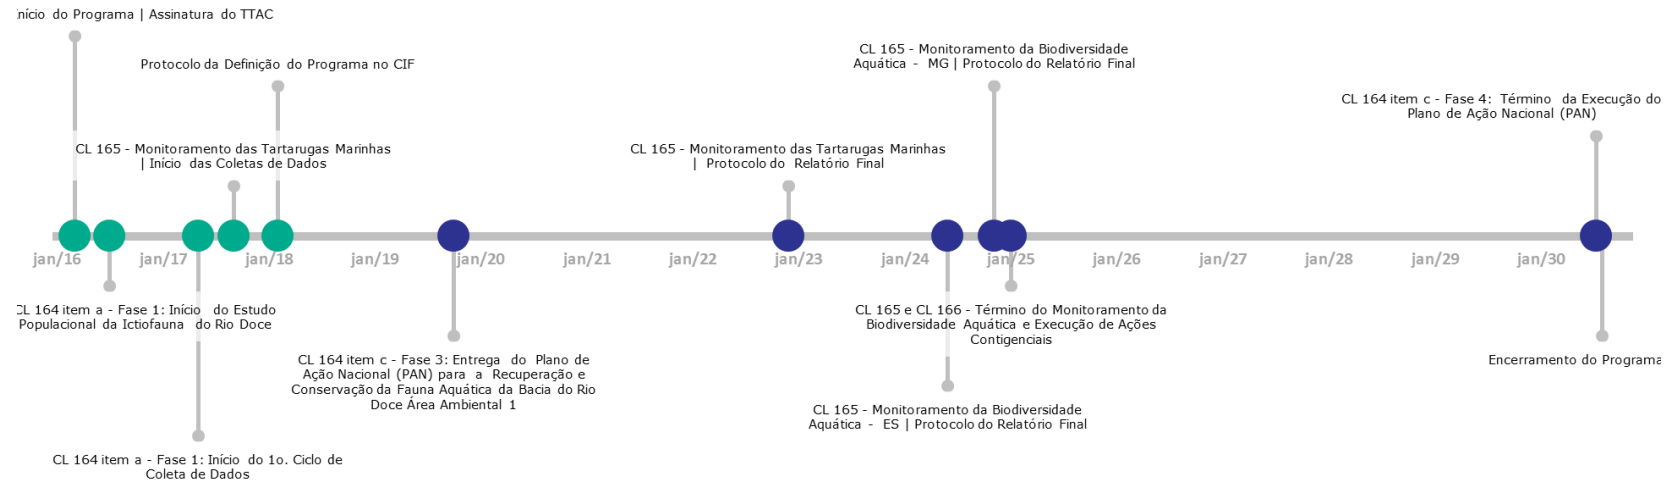 nício do Programa | Assinatura do TTAC
Protocolo da Definição do Programa no CIF
CL 165 - Monitoramento das Tartarugas Marinhas
| Início das Coletas de Dados
CL 165 - Monitoramento das Tartarugas Marinhas
| Protocolo do Relatório Final
CL 165 - Monitoramento da Biodiversidade
Aquática - MG | Protocolo do Relatório Final
CL 164 item c - Fase 4: Término da Execução do
Plano de Ação Nacional (PAN)
jan/16 jan/17 jan/18 jan/19 jan/20 jan/21 jan/22 jan/23 jan/24 jan/25 jan/26 jan/27 jan/28 jan/29 jan/30
CL 164 item a - Fase 1: Início do Estudo
Populacional da Ictiofauna do Rio Doce
CL 164 item a - Fase 1: Início do 1o. Ciclo de
Coleta de Dados
CL 164 item c - Fase 3: Entrega do Plano de
Ação Nacional (PAN) para a Recuperação e
Conservação da Fauna Aquática da Bacia do Rio
Doce Área Ambiental 1
CL 165 e CL 166 - Término do Monitoramento da
Biodiversidade Aquática e Execução de Ações
Contigenciais
CL 165 - Monitoramento da Biodiversidade
Aquática - ES | Protocolo do Relatório Final
Encerramento do Programa